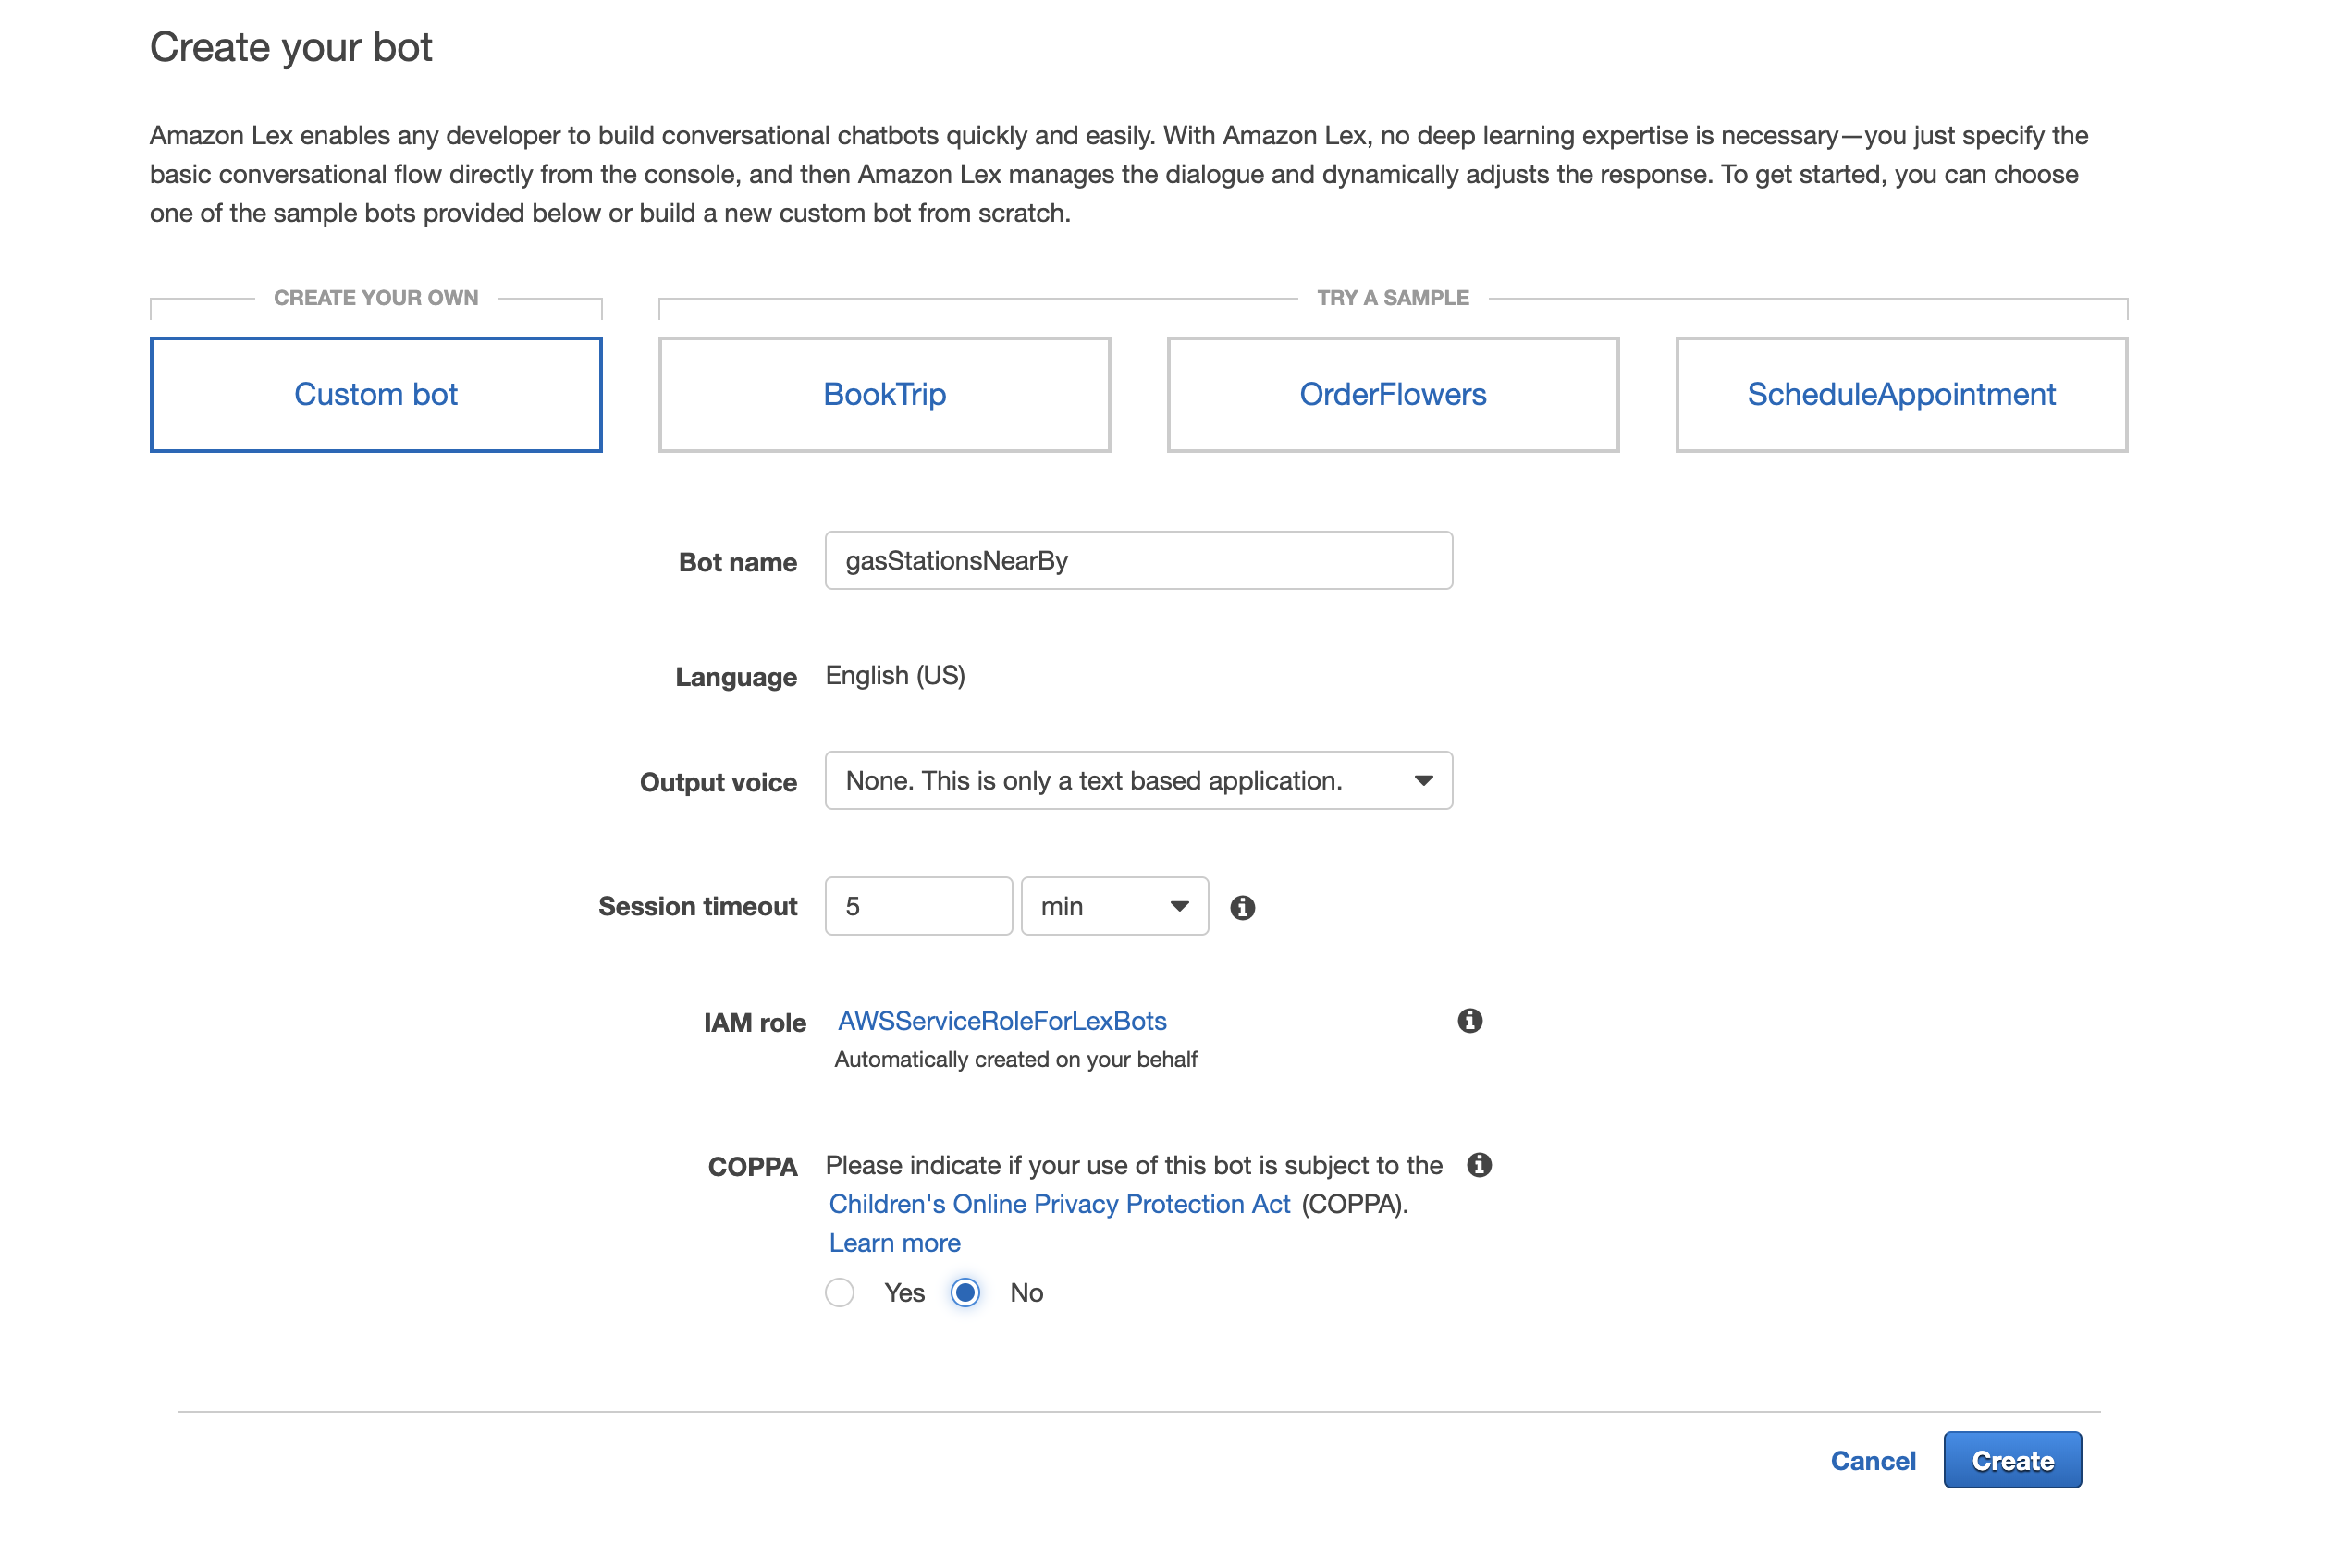 Create your bot
Amazon Lex enables any developer to build conversational chatbots quickly and easily. With Amazon Lex, no deep learning expertise is necessary—you just specify the
basic conversational flow directly from the console, and then Amazon Lex manages the dialogue and dynamically adjusts the response. To get started, you can choose
one of the sample bots provided below or build a new custom bot from scratch.
CREATE YOUR OWN
TRY A SAMPLE
Custom bot
BookTrip
OrderFlowers
ScheduleAppointment
Bot name
gasStationsNearBy
Language
English (US)
Output voice
None. This is only a text based application.
Session timeout
5
min
IAM role
AWSServiceRoleForLexBots
Automatically created on your behalf
COPPA
Please indicate if your use of this bot is subject to the
Children's Online Privacy Protection Act (COPPA).
Learn more
Yes
No
Cancel
Create